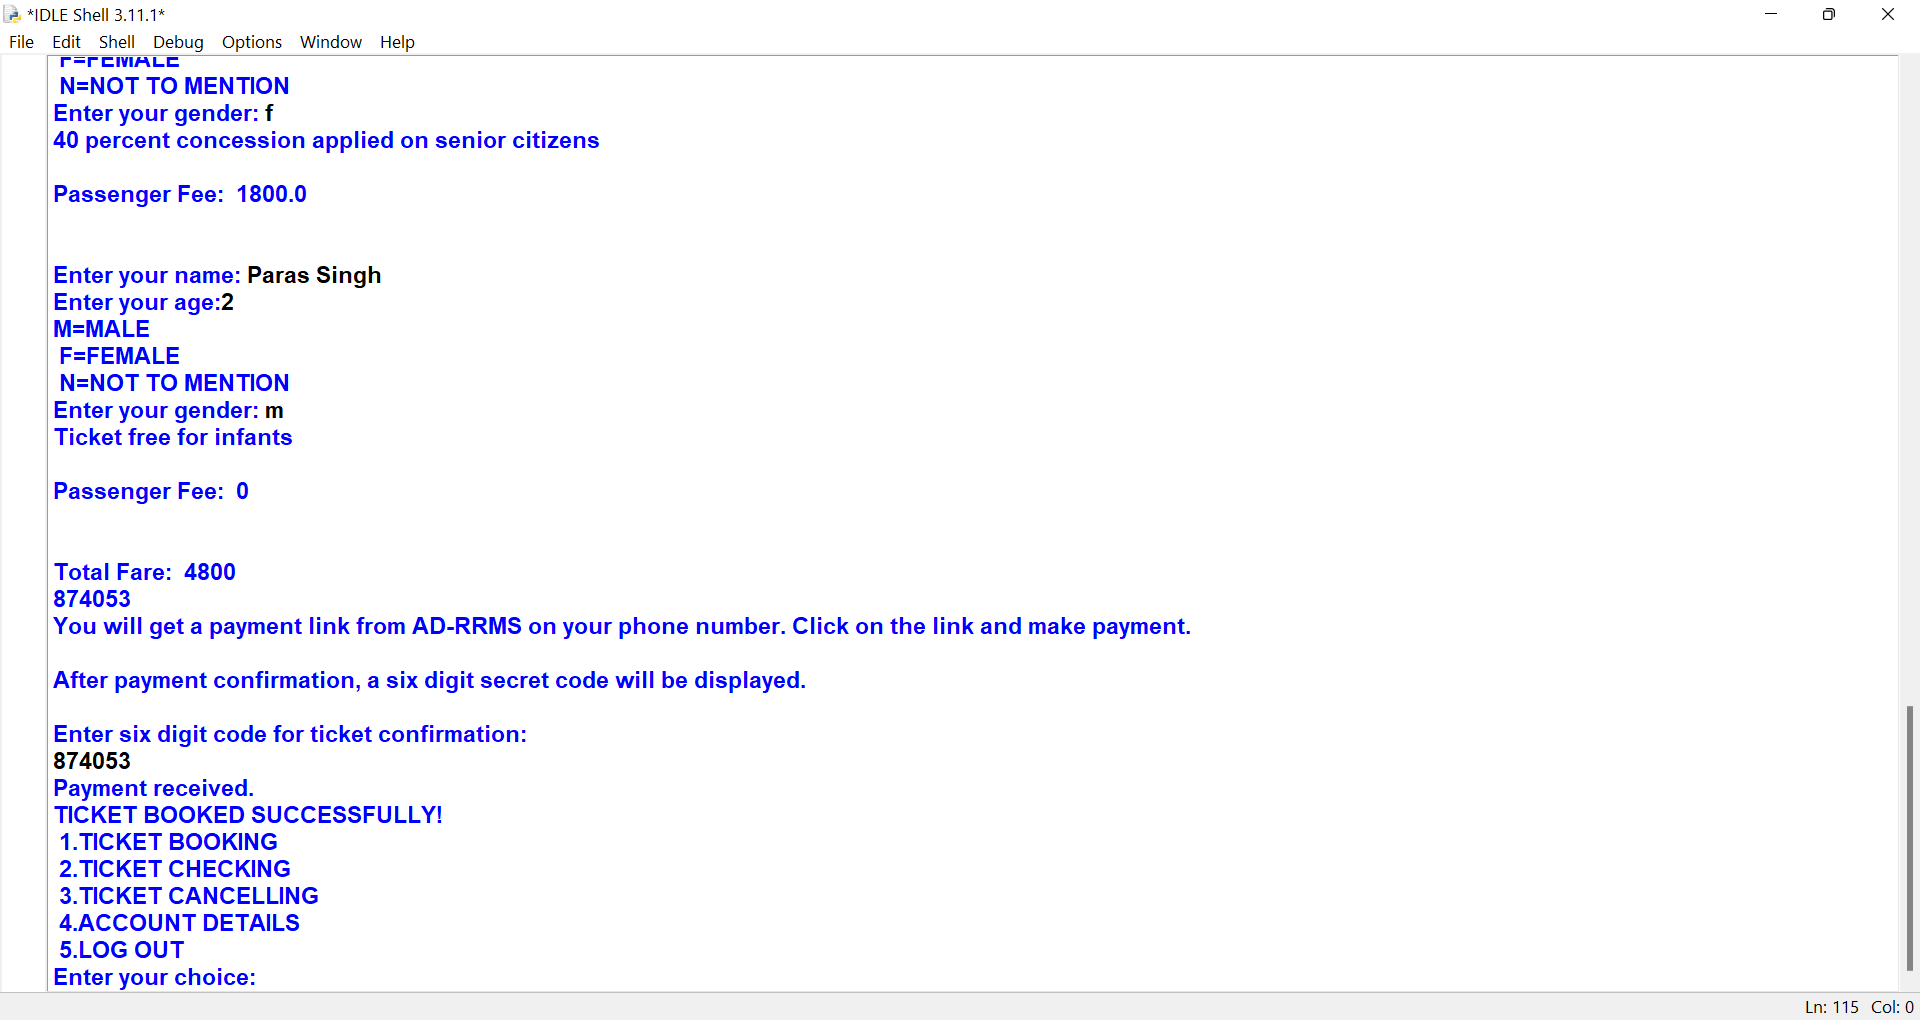 *IDLE Shell 3.11.1*
File Edit Shell Debug Options Window Help
F=FEMALE
N=NOT TO MENTION
Enter your gender: f
40 percent concession applied on senior citizens
Passenger Fee:  1800.0
Enter your name: Paras Singh
Enter your age:2
M=MALE
F=FEMALE
N=NOT TO MENTION
Enter your gender: m
Ticket free for infants
Passenger Fee:  0
Total Fare:  4800
874053
You will get a payment link from AD-RRMS on your phone number. Click on the link and make payment.
After payment confirmation, a six digit secret code will be displayed.
Enter six digit code for ticket confirmation:
874053
Payment received.
TICKET BOOKED SUCCESSFULLY!
1.TICKET BOOKING
2.TICKET CHECKING
3.TICKET CANCELLING
4.ACCOUNT DETAILS
5.LOG OUT
Enter your choice:
Ln: 115 Col: 0